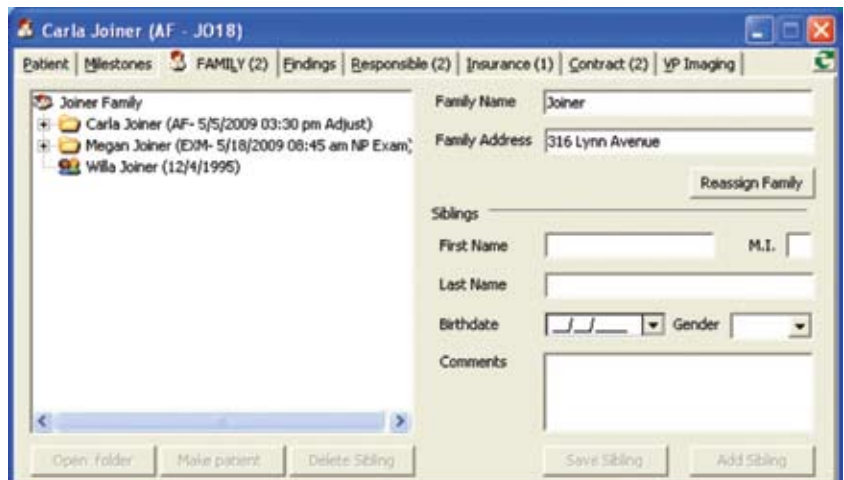 Carla Joiner (AF - JO18)
Patient Milestones FAMILY (2) Findings Responsible (2) Insurance (1) Contract (2) VP Imaging
Joiner Family
Carla Joiner (AF- 5/5/2009 03:30 pm Adjust)
Megan Joiner (EXM- 5/18/2009 08:45 am NP Exam)
Willa Joiner (12/4/1995)
Open folder Make patient Delete Sibling
Family Name Joiner
Family Address 316 Lynn Avenue
Reassign Family
Siblings
First Name M.I.
Last Name
Birthdate __/__/____ Gender
Comments
Save Sibling Add Sibling